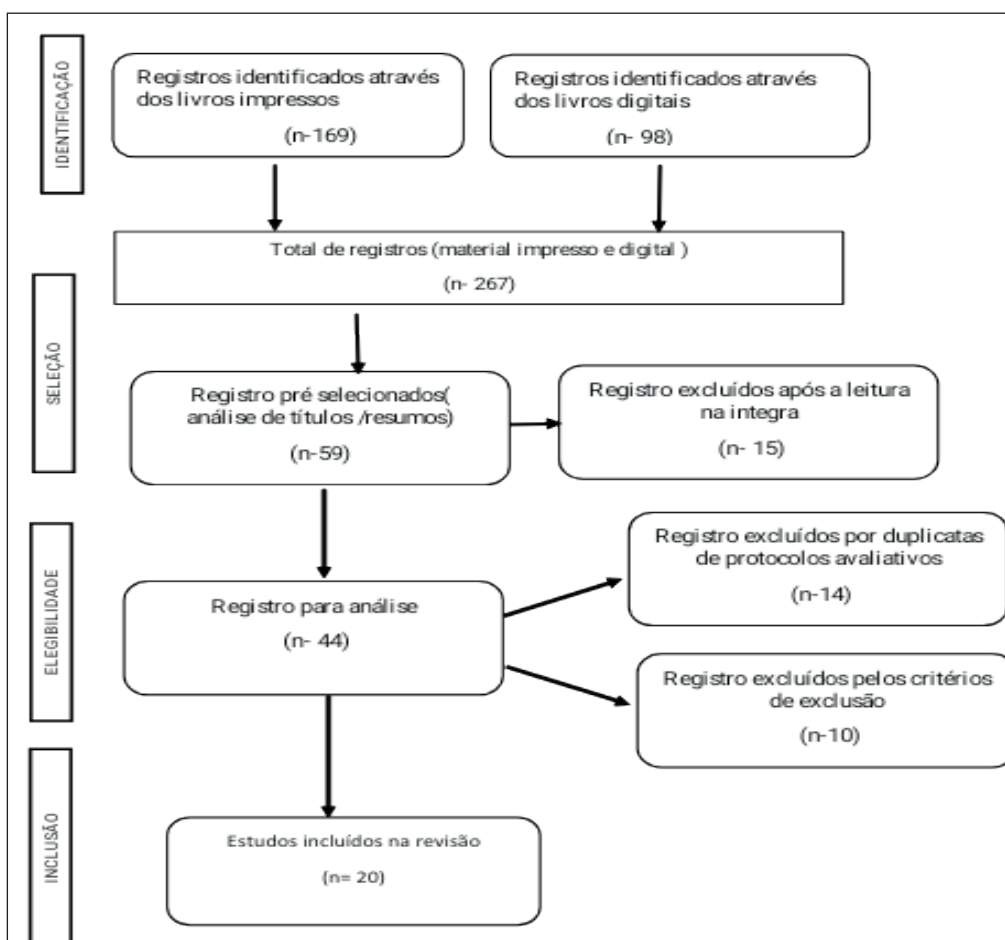 IDENTIFICAÇÃO
Registros identificados através
dos livros impressos
(n-169)
Registros identificados através
dos livros digitais
(n- 98)
Total de registros (material impresso e digital )
(n- 267)
SELEÇÃO
Registro pré selecionados(
análise de títulos /resumos)
(n-59)
Registro excluídos após a leitura
na integra
(n- 15)
ELEGIBILIDADE
Registro para análise
(n- 44)
Registro excluídos por duplicatas
de protocolos avaliativos
(n-14)
Registro excluídos pelos critérios
de exclusão
(n-10)
INCLUSÃO
Estudos incluídos na revisão
(n= 20)